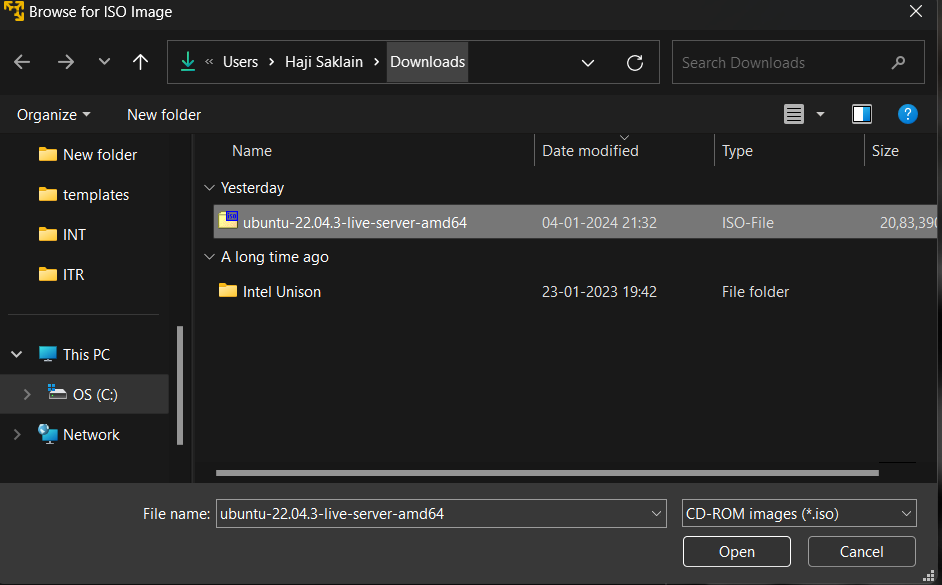 Browse for ISO Image
« Users › Haji Saklain › Downloads
Search Downloads
Organize New folder
?
New folder
templates
INT
ITR
This PC
OS (C:)
Network
Name Date modified Type Size
Yesterday
ISO
ubuntu-22.04.3-live-server-amd64 04-01-2024 21:32 ISO-File 20,83,390
A long time ago
Intel Unison 23-01-2023 19:42 File folder
File name: ubuntu-22.04.3-live-server-amd64 CD-ROM images (*.iso)
Open Cancel